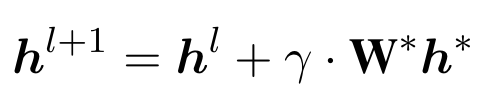 𝒉^{l+1} = 𝒉^l + γ · 𝐖^* 𝒉^*